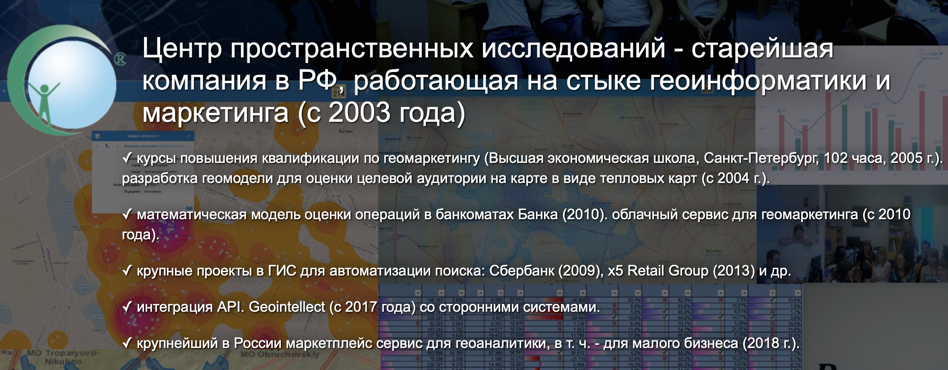 Центр пространственных исследований - старейшая
компания в РФ, работающая на стыке геоинформатики и
маркетинга (с 2003 года)
®
✓ курсы повышения квалификации по геомаркетингу (Высшая экономическая школа, Санкт-Петербург, 102 часа, 2005 г.).
разработка геомодели для оценки целевой аудитории на карте в виде тепловых карт (с 2004 г.).
✓ математическая модель оценки операций в банкоматах Банка (2010). облачный сервис для геомаркетинга (с 2010
года).
✓ крупные проекты в ГИС для автоматизации поиска: Сбербанк (2009), x5 Retail Group (2013) и др.
✓ интеграция API. Geointellect (с 2017 года) со сторонними системами.
✓ крупнейший в России маркетплейс сервис для геоаналитики, в т. ч. - для малого бизнеса (2018 г.).
MO Troparyovo-
Nikulino
MO Obruchevskiy